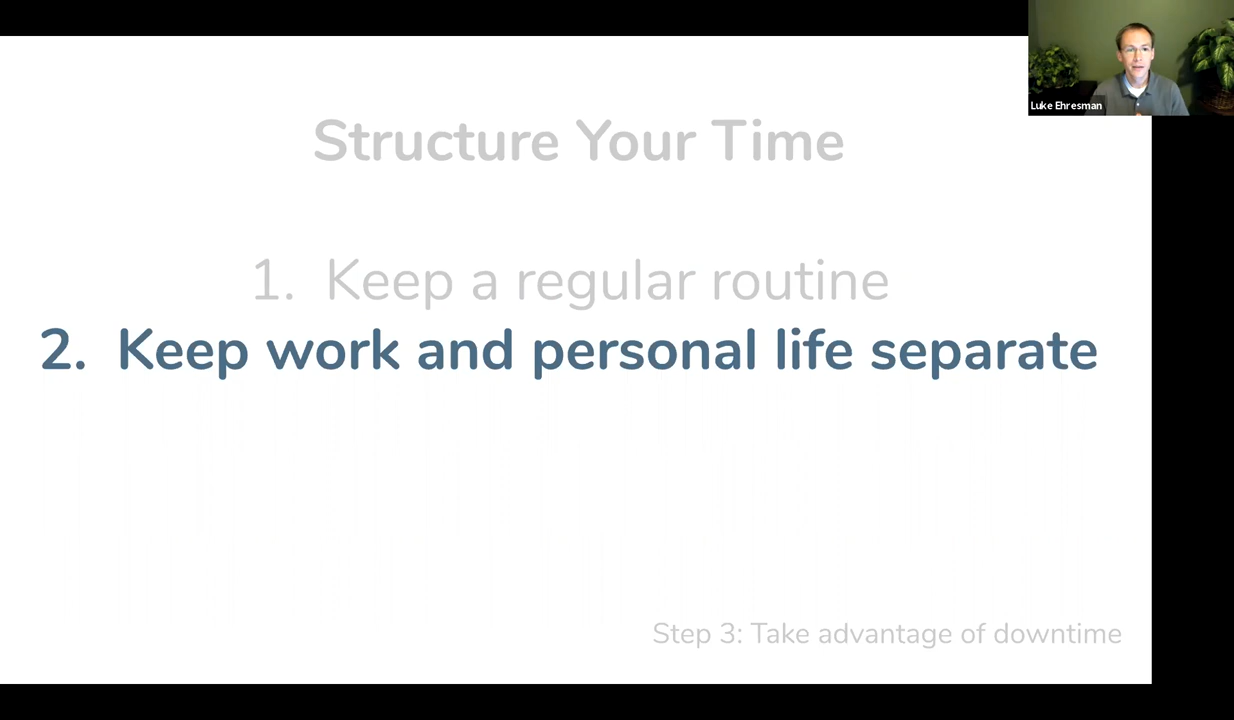 Luke Ehresman
Structure Your Time
1. Keep a regular routine
2. Keep work and personal life separate
Step 3: Take advantage of downtime